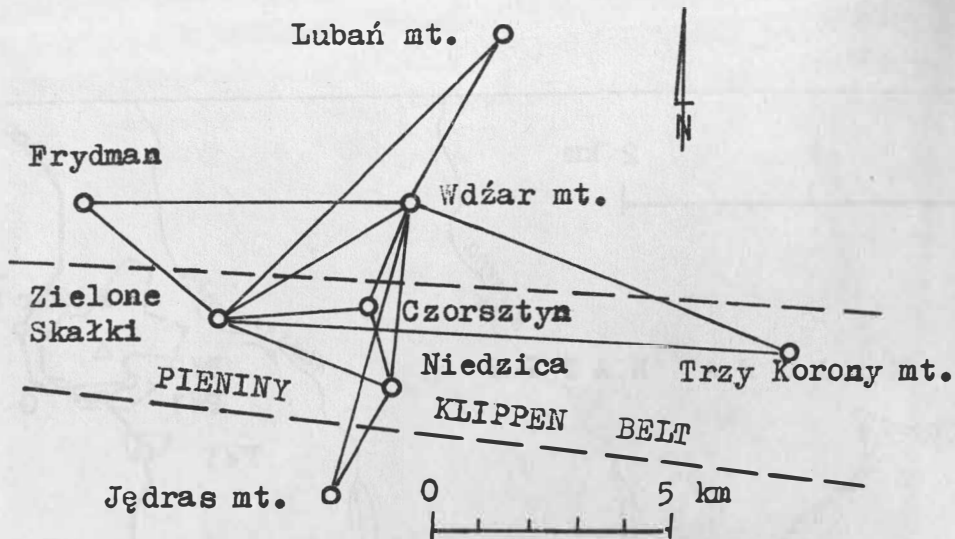 Lubań mt.
N
Frydman
Wdźar mt.
Zielone
Skałki
Czorsztyn
Niedzica
Trzy Korony mt.
PIENINY
KLIPPEN BELT
Jędras mt.
0 5 km